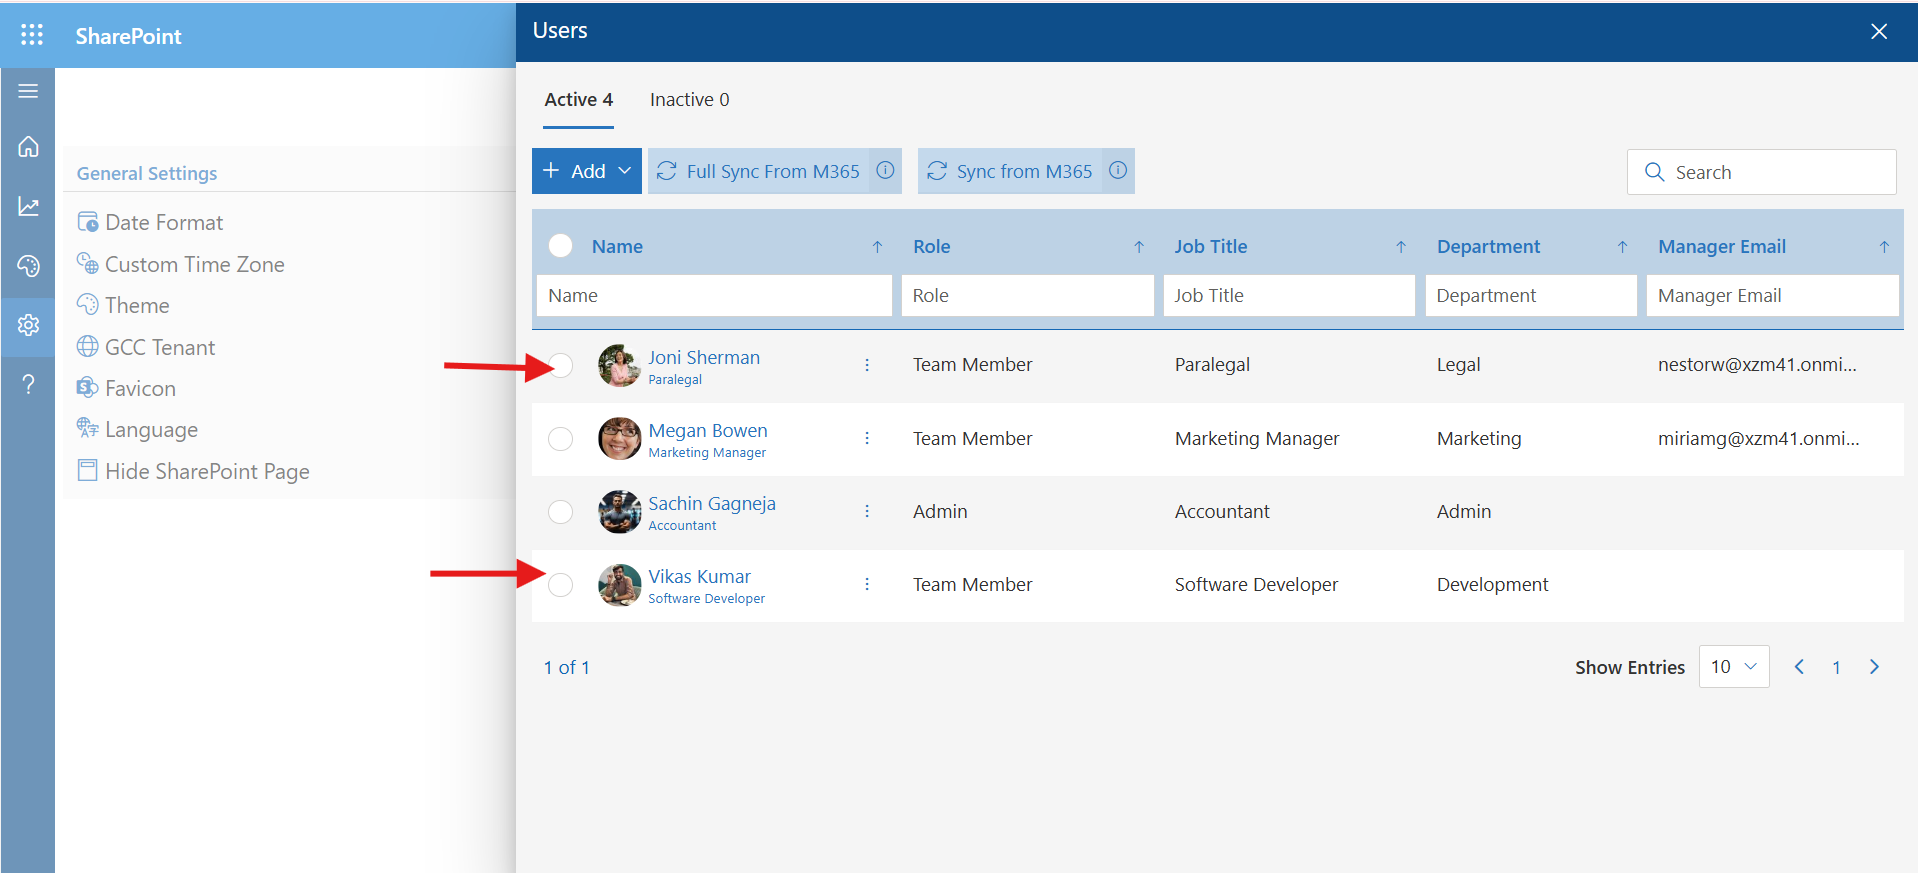 SharePoint
General Settings
Date Format
Custom Time Zone
Theme
GCC Tenant
Favicon
Language
Hide SharePoint Page
Users
Active 4 Inactive 0
Add Full Sync From M365 Sync from M365 Search
Name Role Job Title Department Manager Email
Name Role Job Title Department Manager Email
Joni Sherman Team Member Paralegal Legal nestorw@xzm41.onmi...
Paralegal
Megan Bowen Team Member Marketing Manager Marketing miriamg@xzm41.onmi...
Marketing Manager
Sachin Gagneja Admin Accountant Admin
Accountant
Vikas Kumar Team Member Software Developer Development
Software Developer
1 of 1 Show Entries 10 1